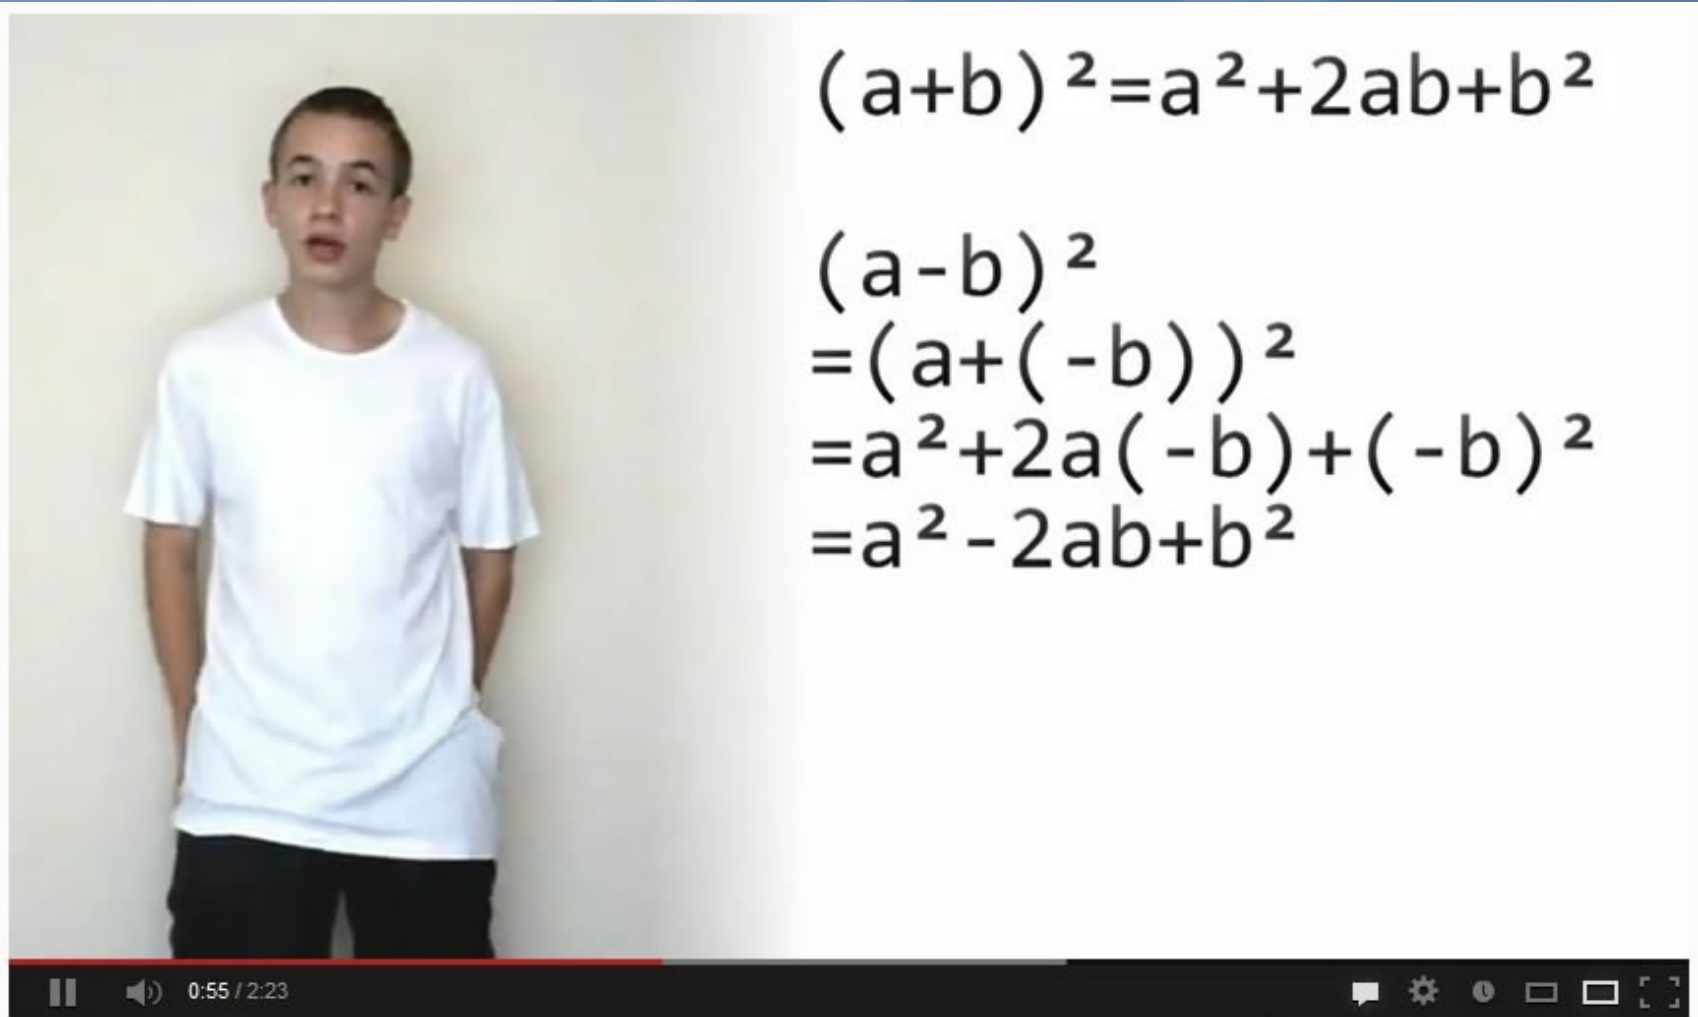 (a+b)²=a²+2ab+b²
(a-b)²
=(a+(-b))²
=a²+2a(-b)+(-b)²
=a²-2ab+b²
0:55 / 2:23